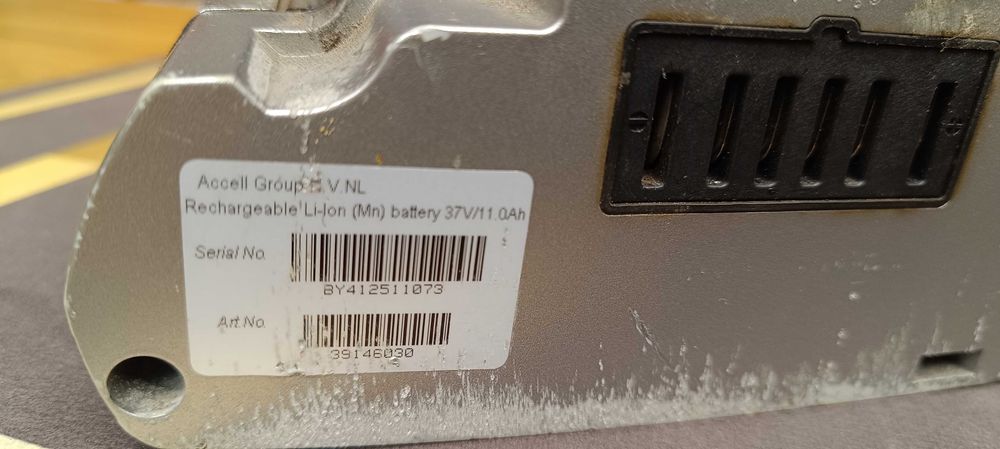 Accell Group B.V.NL
Rechargeable Li-Ion (Mn) battery 37V/11.0Ah
Serial No.
BY412511073
Art.No.
39146030